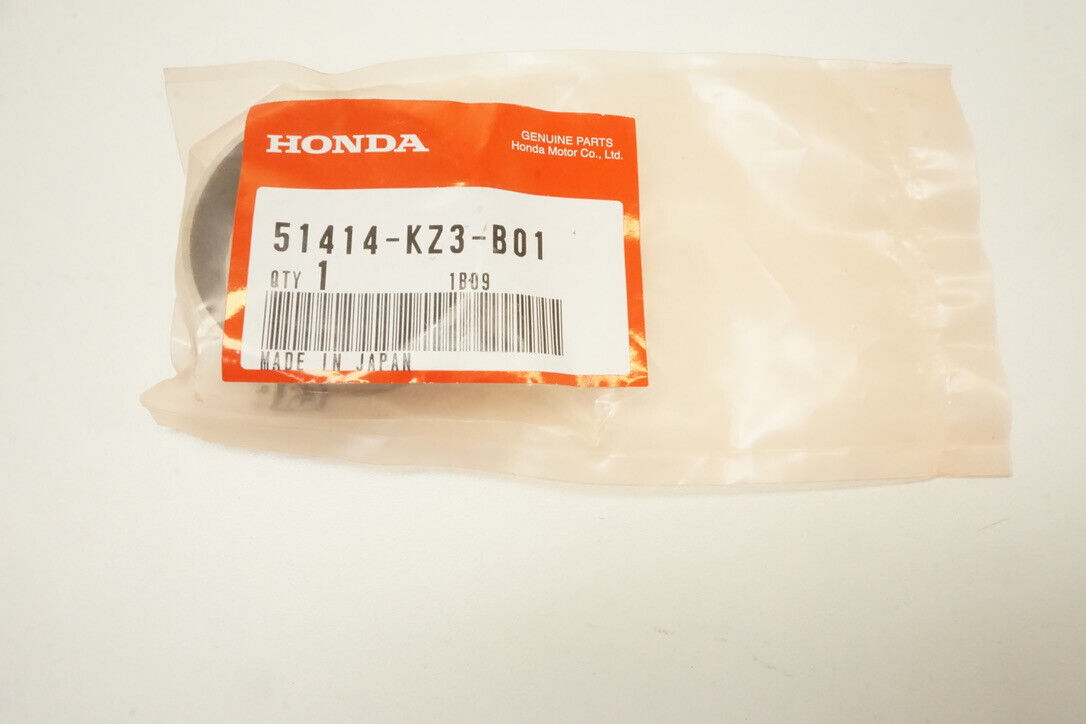 HONDA
GENUINE PARTS
Honda Motor Co., Ltd.
51414-KZ3-B01
QTY 1 1B09
MADE IN JAPAN